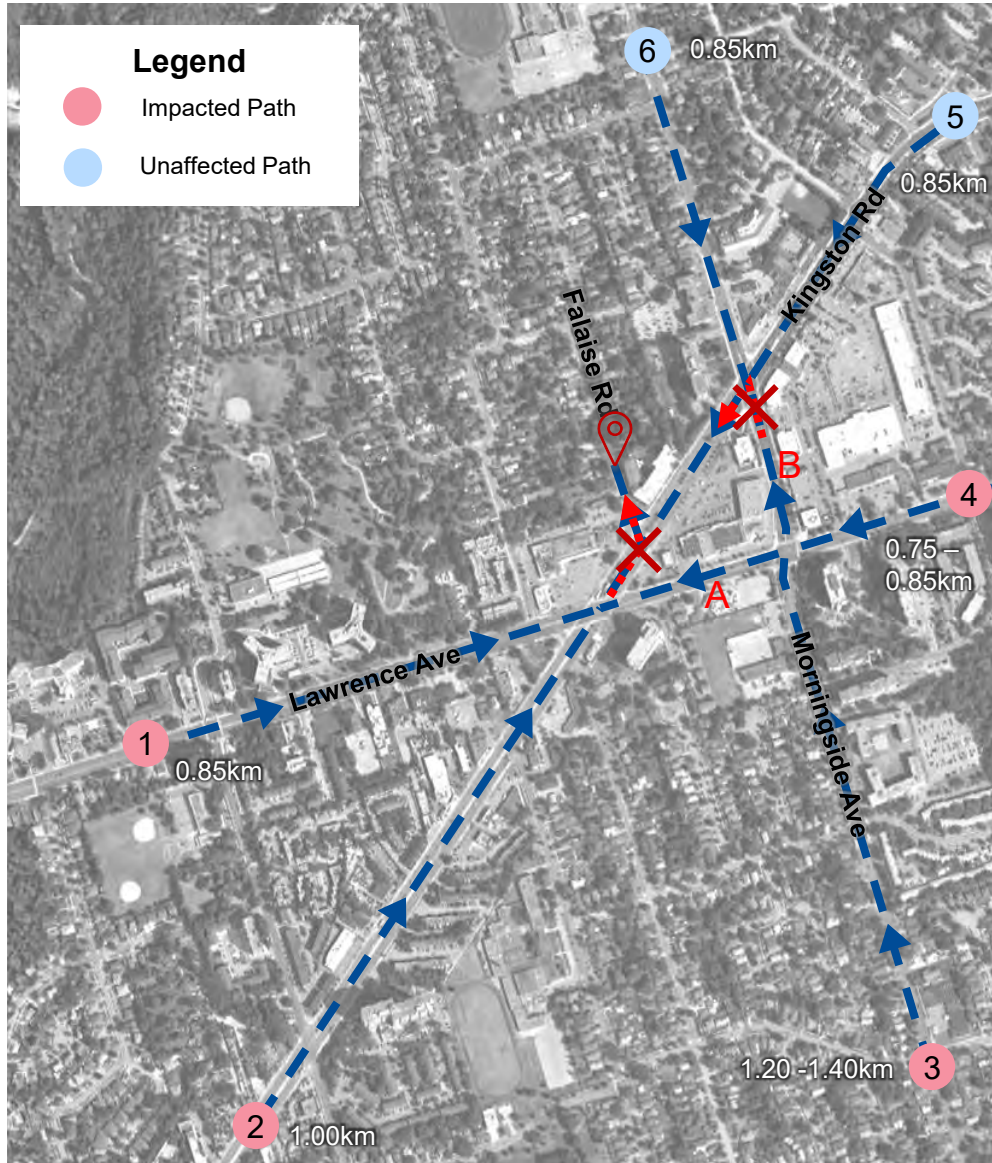 Legend
Impacted Path
Unaffected Path
6
0.85km
5
0.85km
Kingston Rd
Falaise Rd
B
4
0.75 –
0.85km
A
Lawrence Ave
Morningside Ave
1
0.85km
1.20 -1.40km
3
2
1.00km